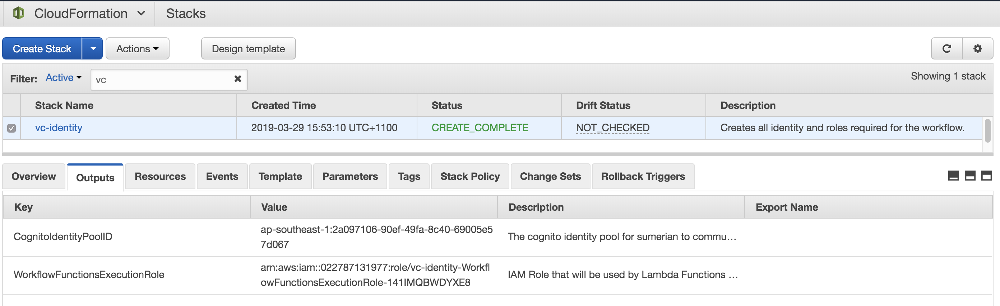 CloudFormation Stacks
Create Stack Actions Design template
Filter: Active vc Showing 1 stack
Stack Name Created Time Status Drift Status Description
vc-identity 2019-03-29 15:53:10 UTC+1100 CREATE_COMPLETE NOT_CHECKED Creates all identity and roles required for the workflow.
Overview Outputs Resources Events Template Parameters Tags Stack Policy Change Sets Rollback Triggers
Key Value Description Export Name
CognitoIdentityPoolID ap-southeast-1:2a097106-90ef-49fa-8c40-69005e5 The cognito identity pool for sumerian to commu…
7d067
WorkflowFunctionsExecutionRole arn:aws:iam::022787131977:role/vc-identity-Workfl IAM Role that will be used by Lambda Functions …
owFunctionsExecutionRole-141IMQBWDYXE8